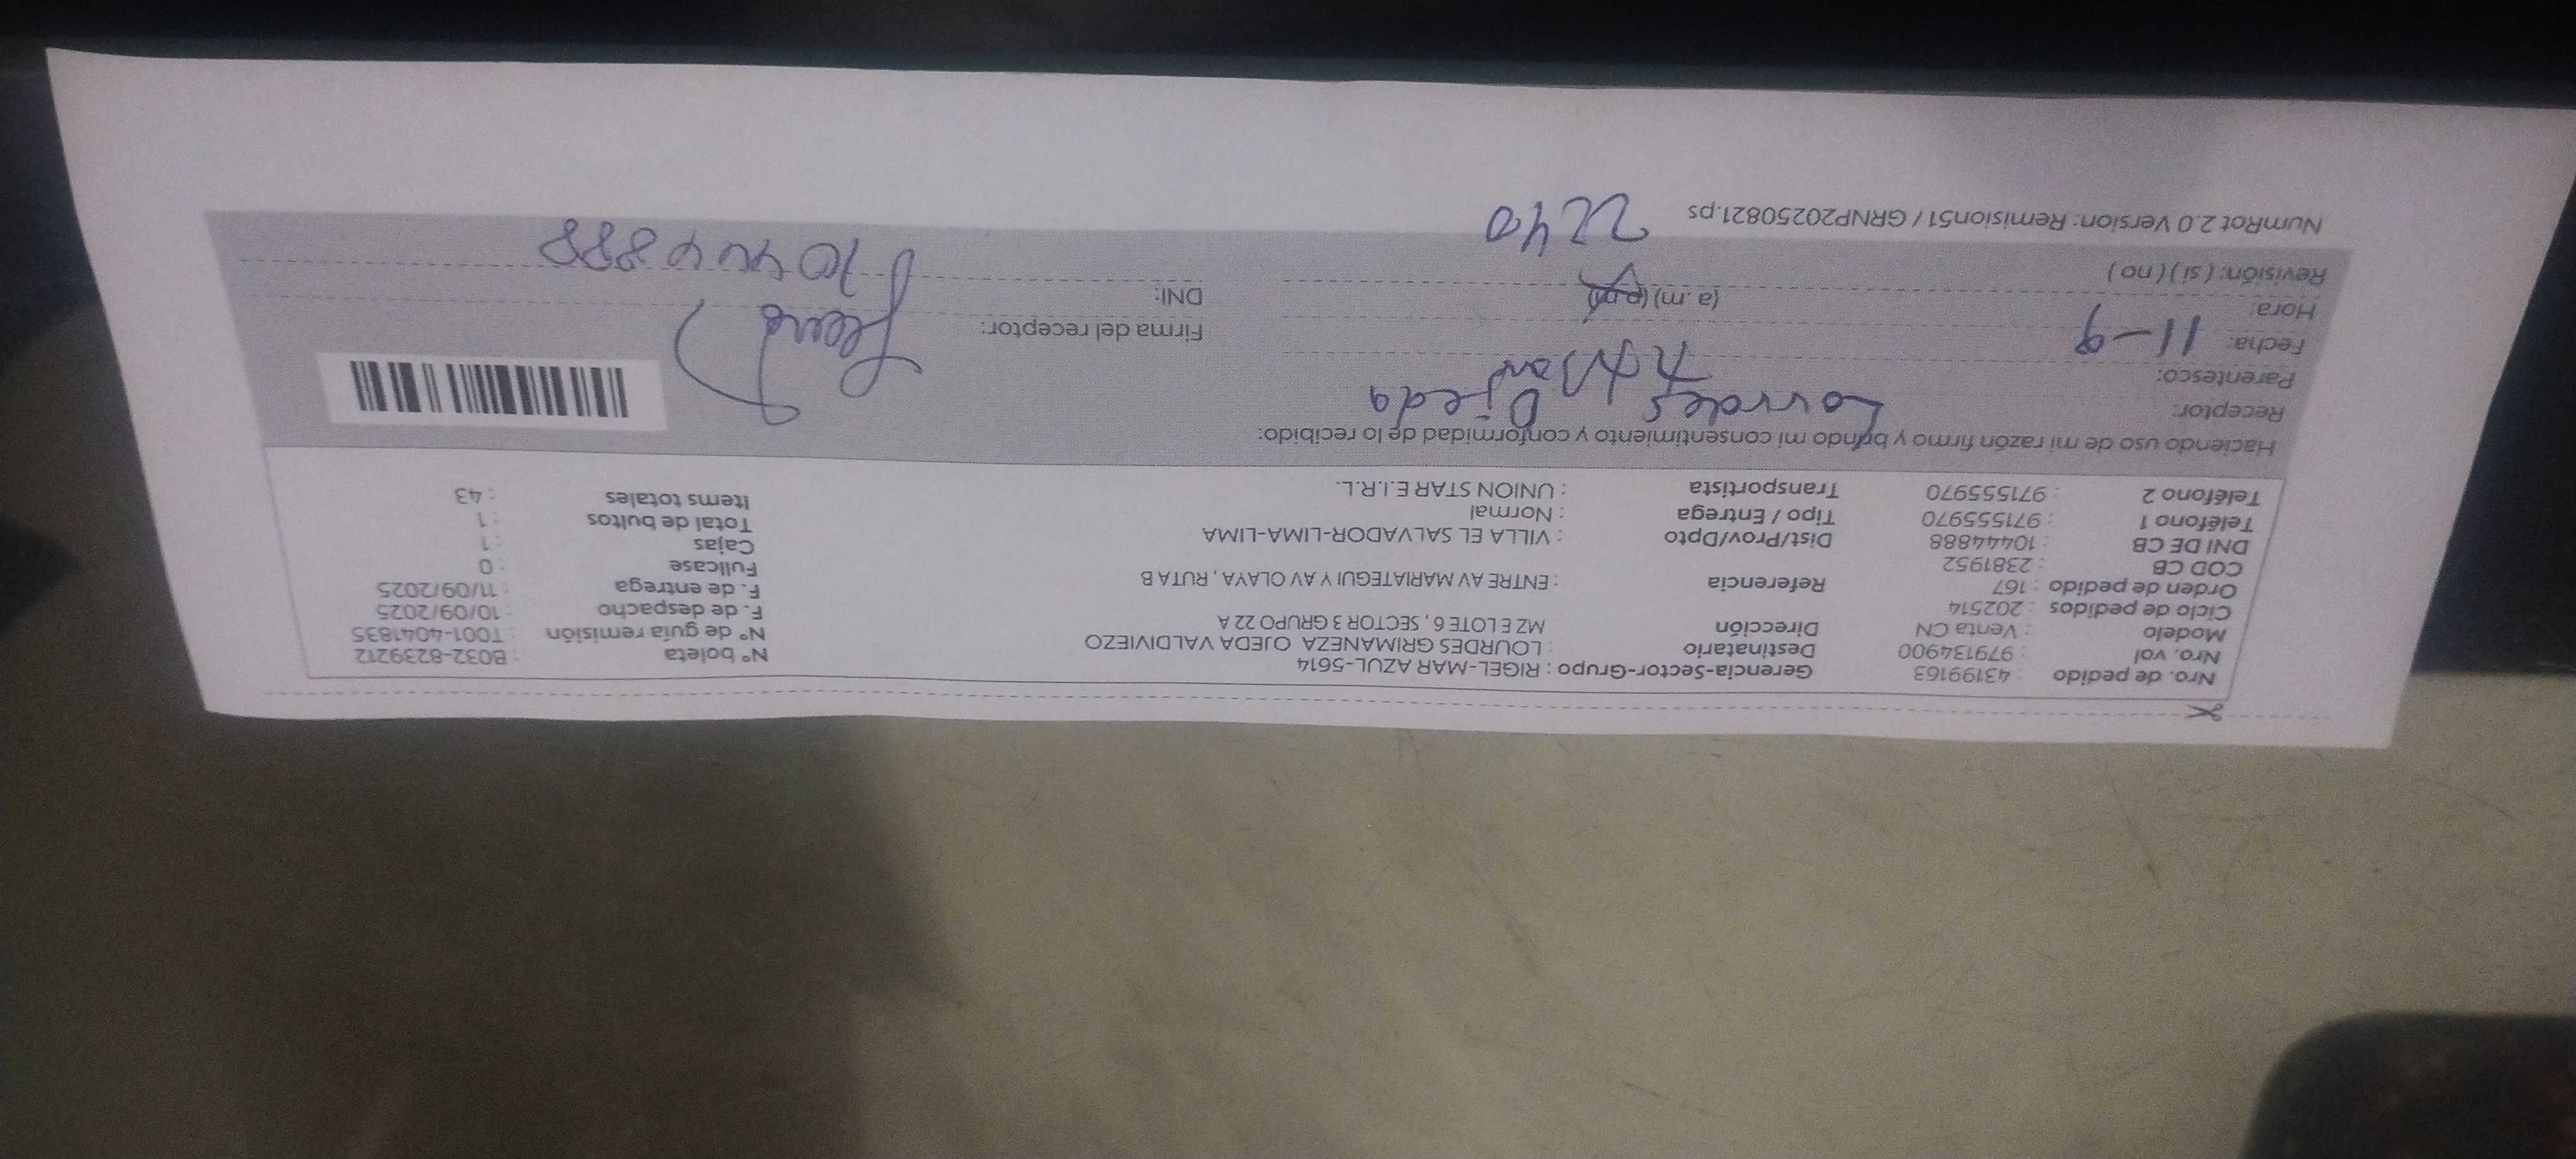 Nro. de pedido : 43199163 Gerencia-Sector-Grupo : RIGEL-MAR AZUL-5614 N° boleta : B032-8239212
Nro. vol : 979134900 Destinatario : LOURDES GRIMANEZA OJEDA VALDIVIEZO N° de guía remisión : T001-4041835
Modelo : Venta CN Dirección MZ E LOTE 6 , SECTOR 3 GRUPO 22 A F. de despacho : 10/09/2025
Ciclo de pedidos : 202514 F. de entrega : 11/09/2025
Orden de pedido : 167 Referencia : ENTRE AV MARIATEGUI Y AV OLAYA , RUTA B Fullcase : 0
COD CB : 2381952 Cajas : 1
DNI DE CB : 10444888 Dist/Prov/Dpto : VILLA EL SALVADOR-LIMA-LIMA Total de bultos : 1
Teléfono 1 : 971555970 Tipo / Entrega : Normal Items totales : 43
Teléfono 2 : 971555970 Transportista : UNION STAR E.I.R.L.
Haciendo uso de mi razón firmo y brindo mi consentimiento y conformidad de lo recibido:
Receptor: Lourdes Ojeda
Parentesco:
Fecha: 11-9 Firma del receptor:
Hora: (a.m) (p.m) DNI: 10444888
Revisión: ( si ) ( no )
2240
NumRot 2.0 Version: Remision51 / GRNP20250821.ps